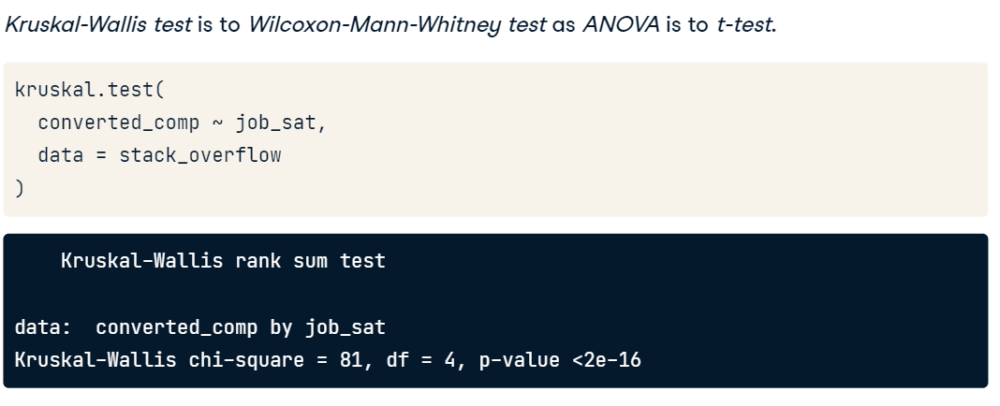 Kruskal-Wallis test is to Wilcoxon-Mann-Whitney test as ANOVA is to t-test.
kruskal.test(
  converted_comp ~ job_sat,
  data = stack_overflow
)
    Kruskal-Wallis rank sum test
data:  converted_comp by job_sat
Kruskal-Wallis chi-square = 81, df = 4, p-value <2e-16